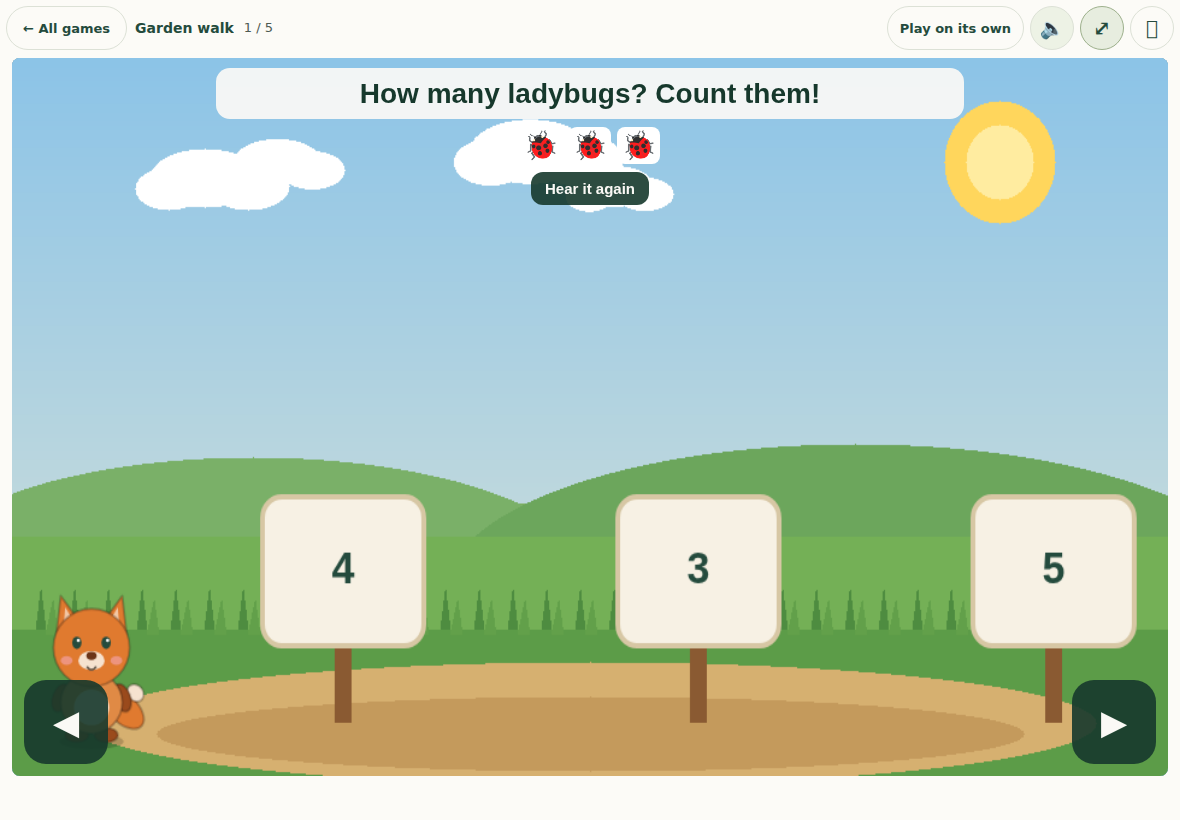 ← All games
Garden walk 1 / 5
Play on its own
How many ladybugs? Count them!
Hear it again
4
3
5